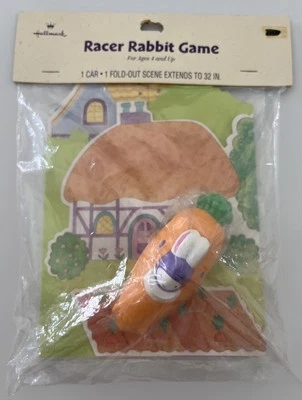 Hallmark
Racer Rabbit Game
For Ages 4 and Up
1 CAR • 1 FOLD-OUT SCENE EXTENDS TO 32 IN.